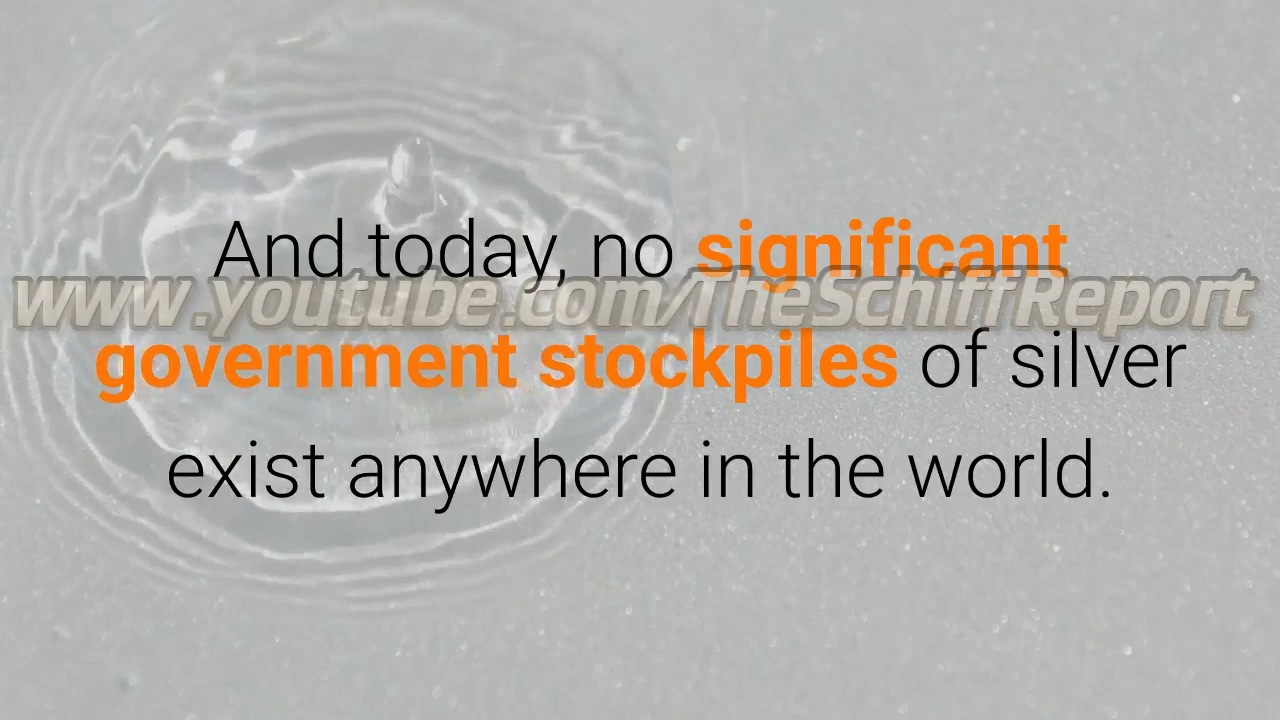 And today, no significant
www.youtube.com/TheSchiffReport
government stockpiles of silver
exist anywhere in the world.